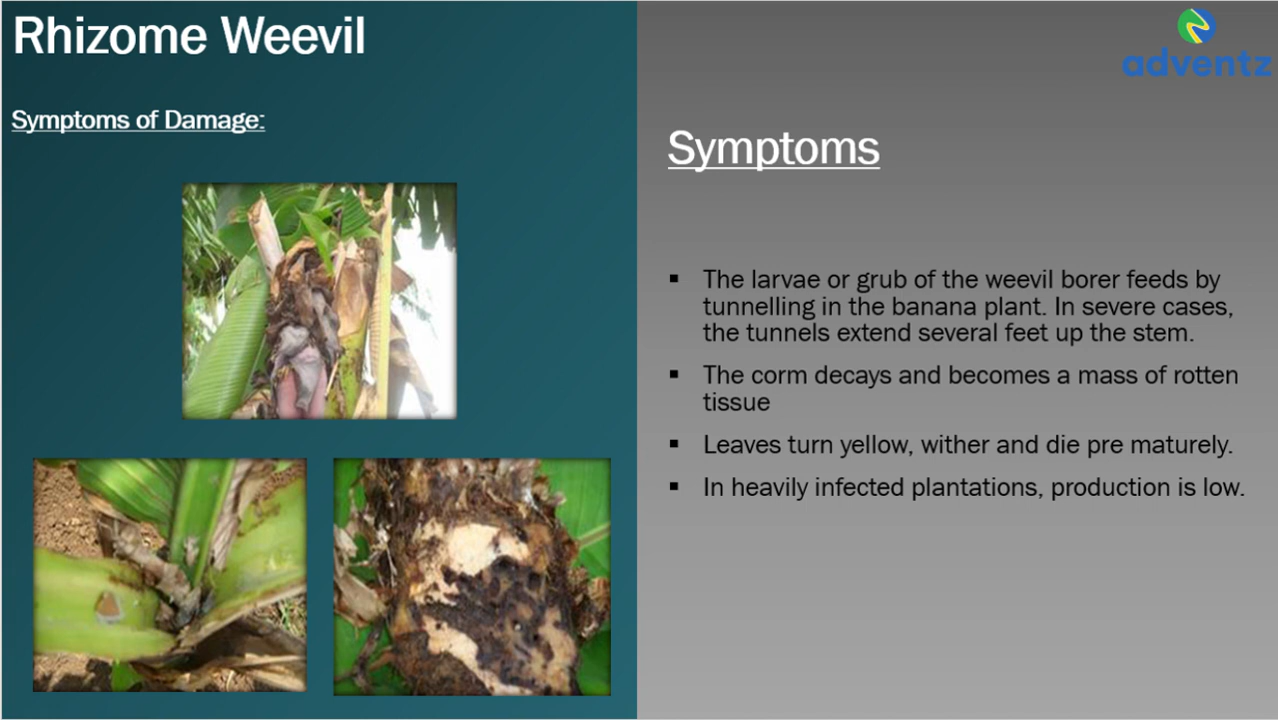 Rhizome Weevil
Symptoms of Damage:
adventz
Symptoms
▪ The larvae or grub of the weevil borer feeds by
tunnelling in the banana plant. In severe cases,
the tunnels extend several feet up the stem.
▪ The corm decays and becomes a mass of rotten
tissue
▪ Leaves turn yellow, wither and die pre maturely.
▪ In heavily infected plantations, production is low.